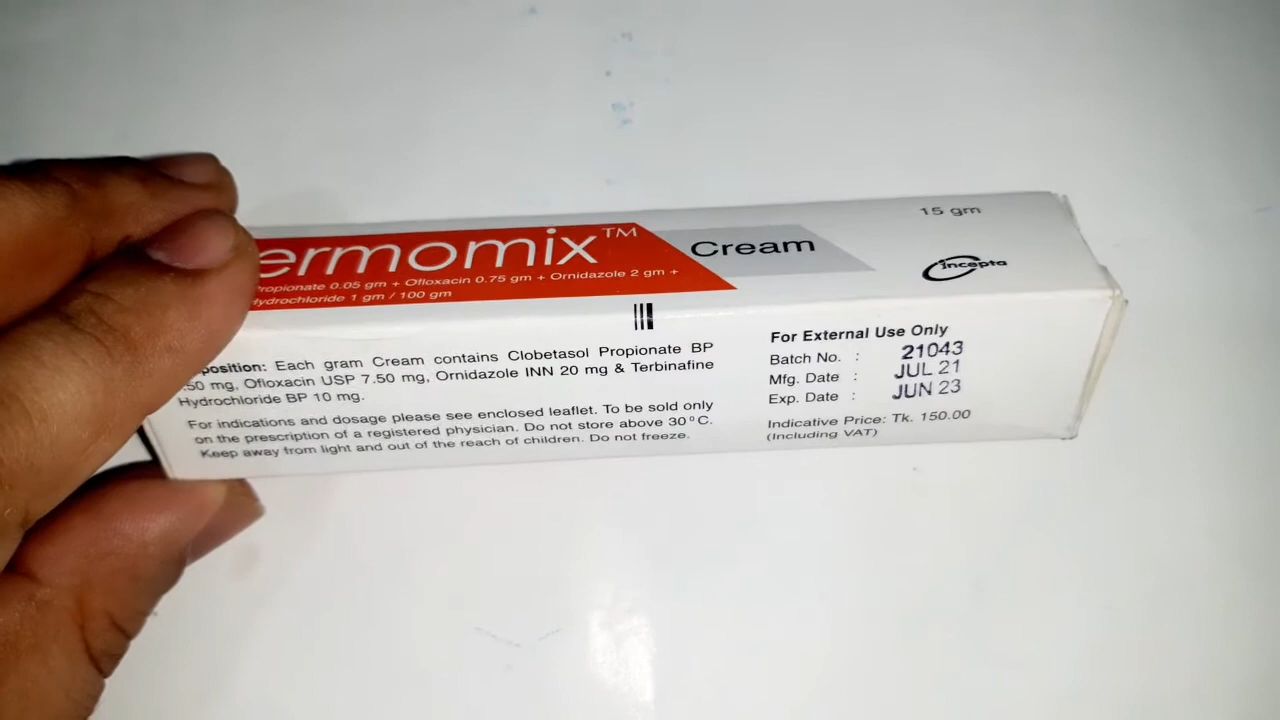 ermomix™ Cream
15 gm
incepta
ropionate 0.05 gm + Ofloxacin 0.75 gm + Ornidazole 2 gm +
Hydrochloride 1 gm / 100 gm
position: Each gram Cream contains Clobetasol Propionate BP
.50 mg, Ofloxacin USP 7.50 mg, Ornidazole INN 20 mg & Terbinafine
Hydrochloride BP 10 mg.
For indications and dosage please see enclosed leaflet. To be sold only
on the prescription of a registered physician. Do not store above 30°C.
Keep away from light and out of the reach of children. Do not freeze.
For External Use Only
Batch No. : 21043
Mfg. Date : JUL 21
Exp. Date : JUN 23
Indicative Price: Tk. 150.00
(Including VAT)